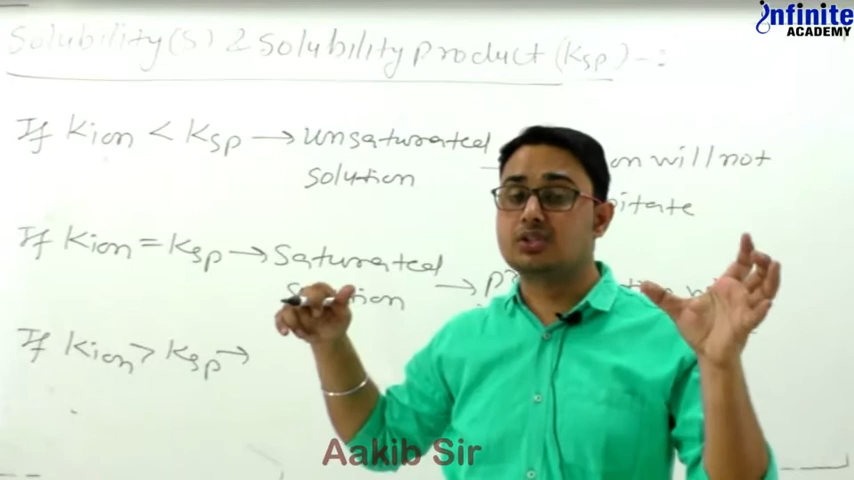 infinite
ACADEMY
Solubility(S) & Solubility Product (Ksp) -:
If Kion < Ksp → unsaturated → on will not
solution itate
If Kion = Ksp → Saturated →
If Kion > Ksp →
Aakib Sir